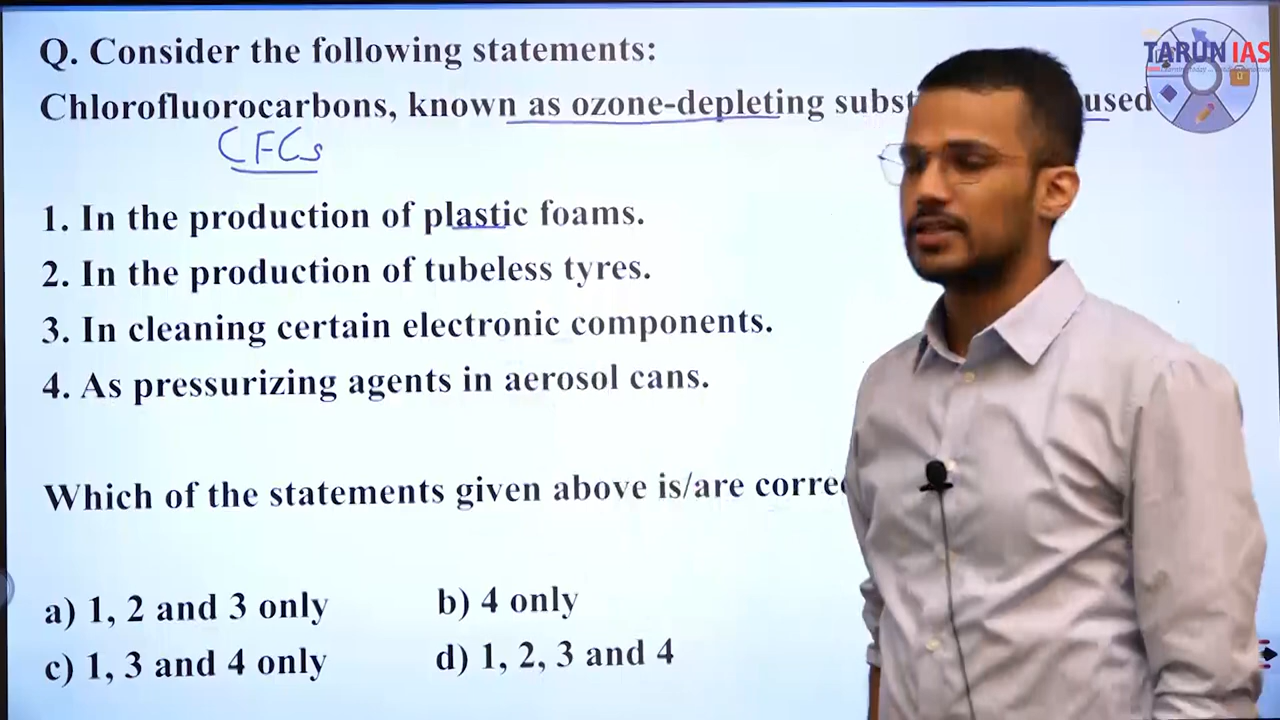 Q. Consider the following statements:
TARUN IAS
Chlorofluorocarbons, known as ozone-depleting used
CFCs
1. In the production of plastic foams.
2. In the production of tubeless tyres.
3. In cleaning certain electronic components.
4. As pressurizing agents in aerosol cans.
Which of the statements given above is/are
a) 1, 2 and 3 only b) 4 only
c) 1, 3 and 4 only d) 1, 2, 3 and 4